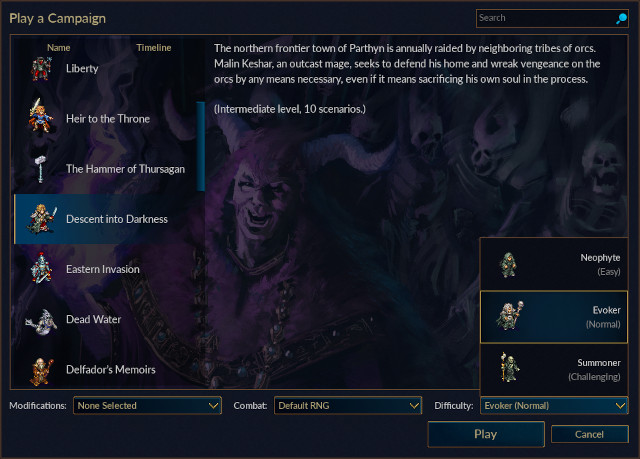 Play a Campaign
Search
Name Timeline
Liberty
Heir to the Throne
The Hammer of Thursagan
Descent into Darkness
Eastern Invasion
Dead Water
Delfador's Memoirs
The northern frontier town of Parthyn is annually raided by neighboring tribes of orcs.
Malin Keshar, an outcast mage, seeks to defend his home and wreak vengeance on the
orcs by any means necessary, even if it means sacrificing his own soul in the process.
(Intermediate level, 10 scenarios.)
Neophyte
(Easy)
Evoker
(Normal)
Summoner
(Challenging)
Modifications: None Selected Combat: Default RNG Difficulty: Evoker (Normal)
Play Cancel